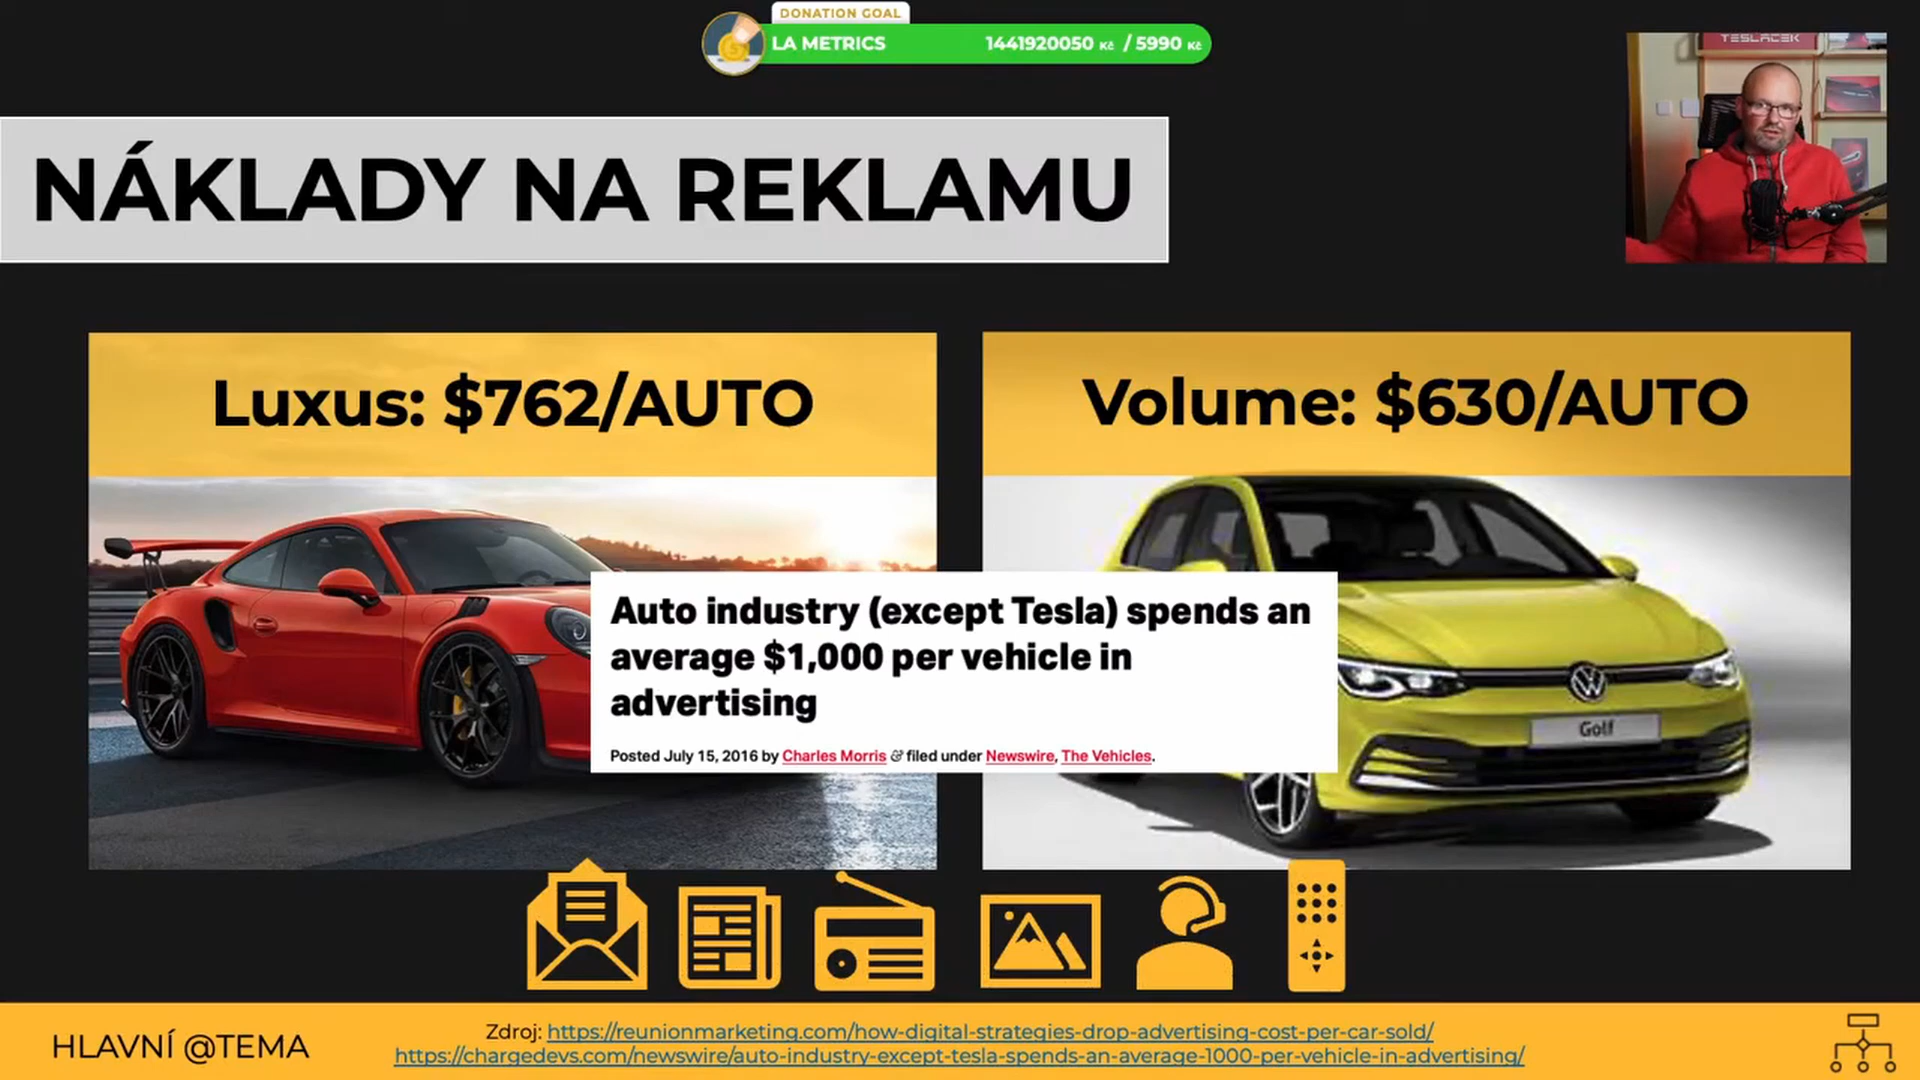 DONATION GOAL
LA METRICS 1441920050 Kč / 5990 Kč
TESLACEK
NÁKLADY NA REKLAMU
Luxus: $762/AUTO
Volume: $630/AUTO
Auto industry (except Tesla) spends an
average $1,000 per vehicle in
advertising
Posted July 15, 2016 by Charles Morris & filed under Newswire, The Vehicles.
Golf
HLAVNÍ @TEMA
Zdroj: https://reunionmarketing.com/how-digital-strategies-drop-advertising-cost-per-car-sold/
https://chargedevs.com/newswire/auto-industry-except-tesla-spends-an-average-1000-per-vehicle-in-advertising/